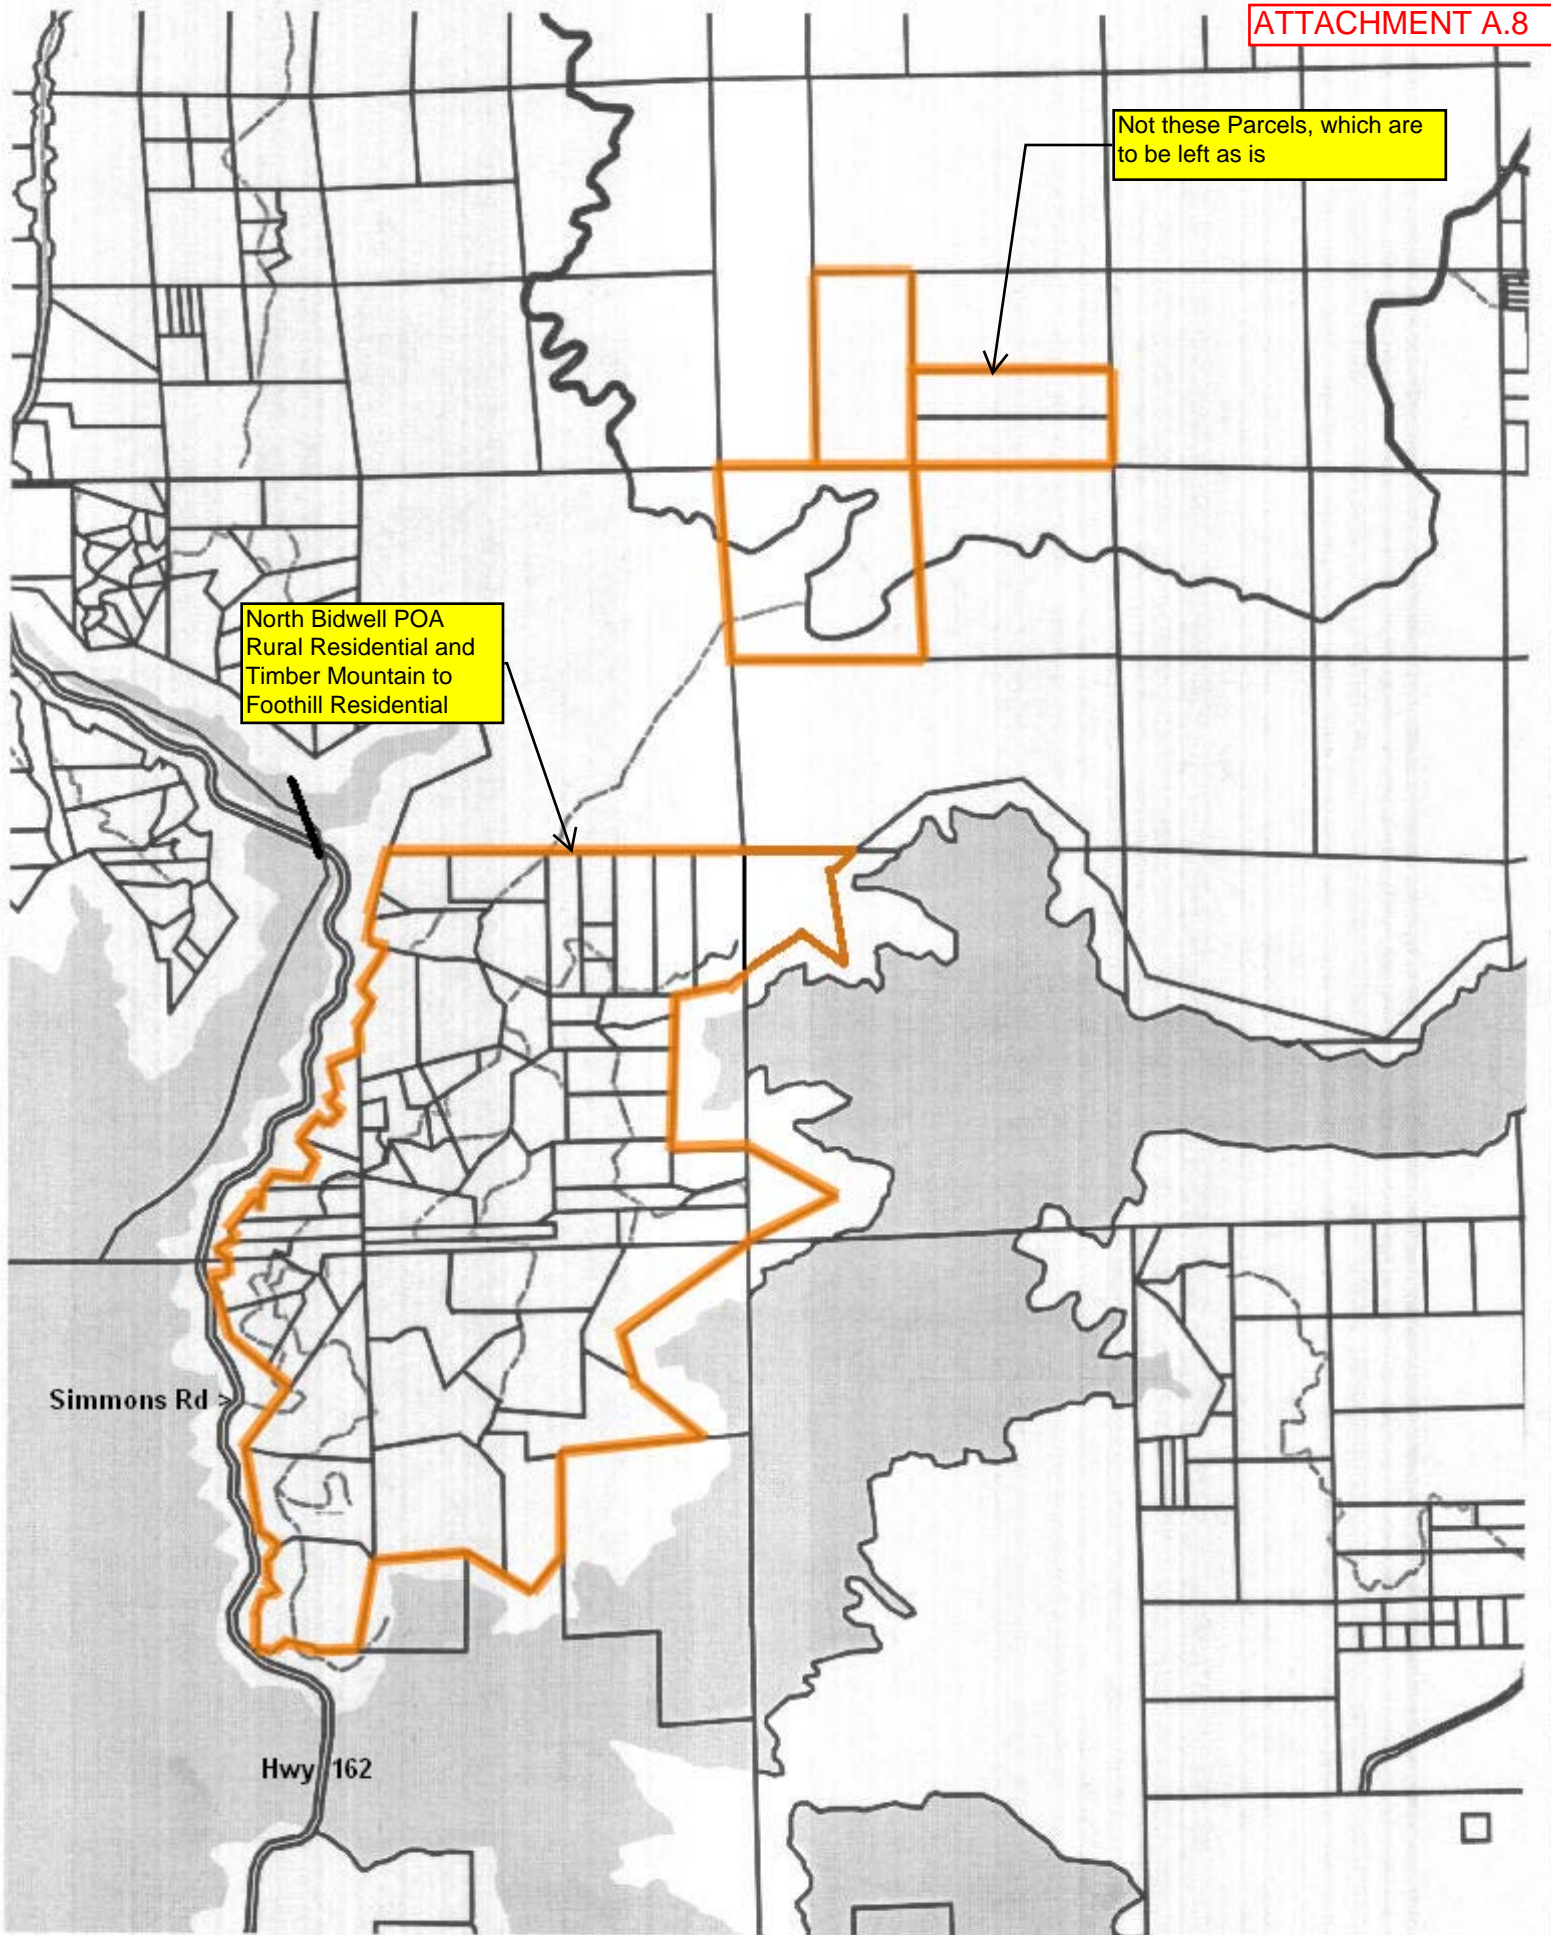 ATTACHMENT A.8
Not these Parcels, which are
to be left as is
North Bidwell POA
Rural Residential and
Timber Mountain to
Foothill Residential
Simmons Rd >
Hwy 162